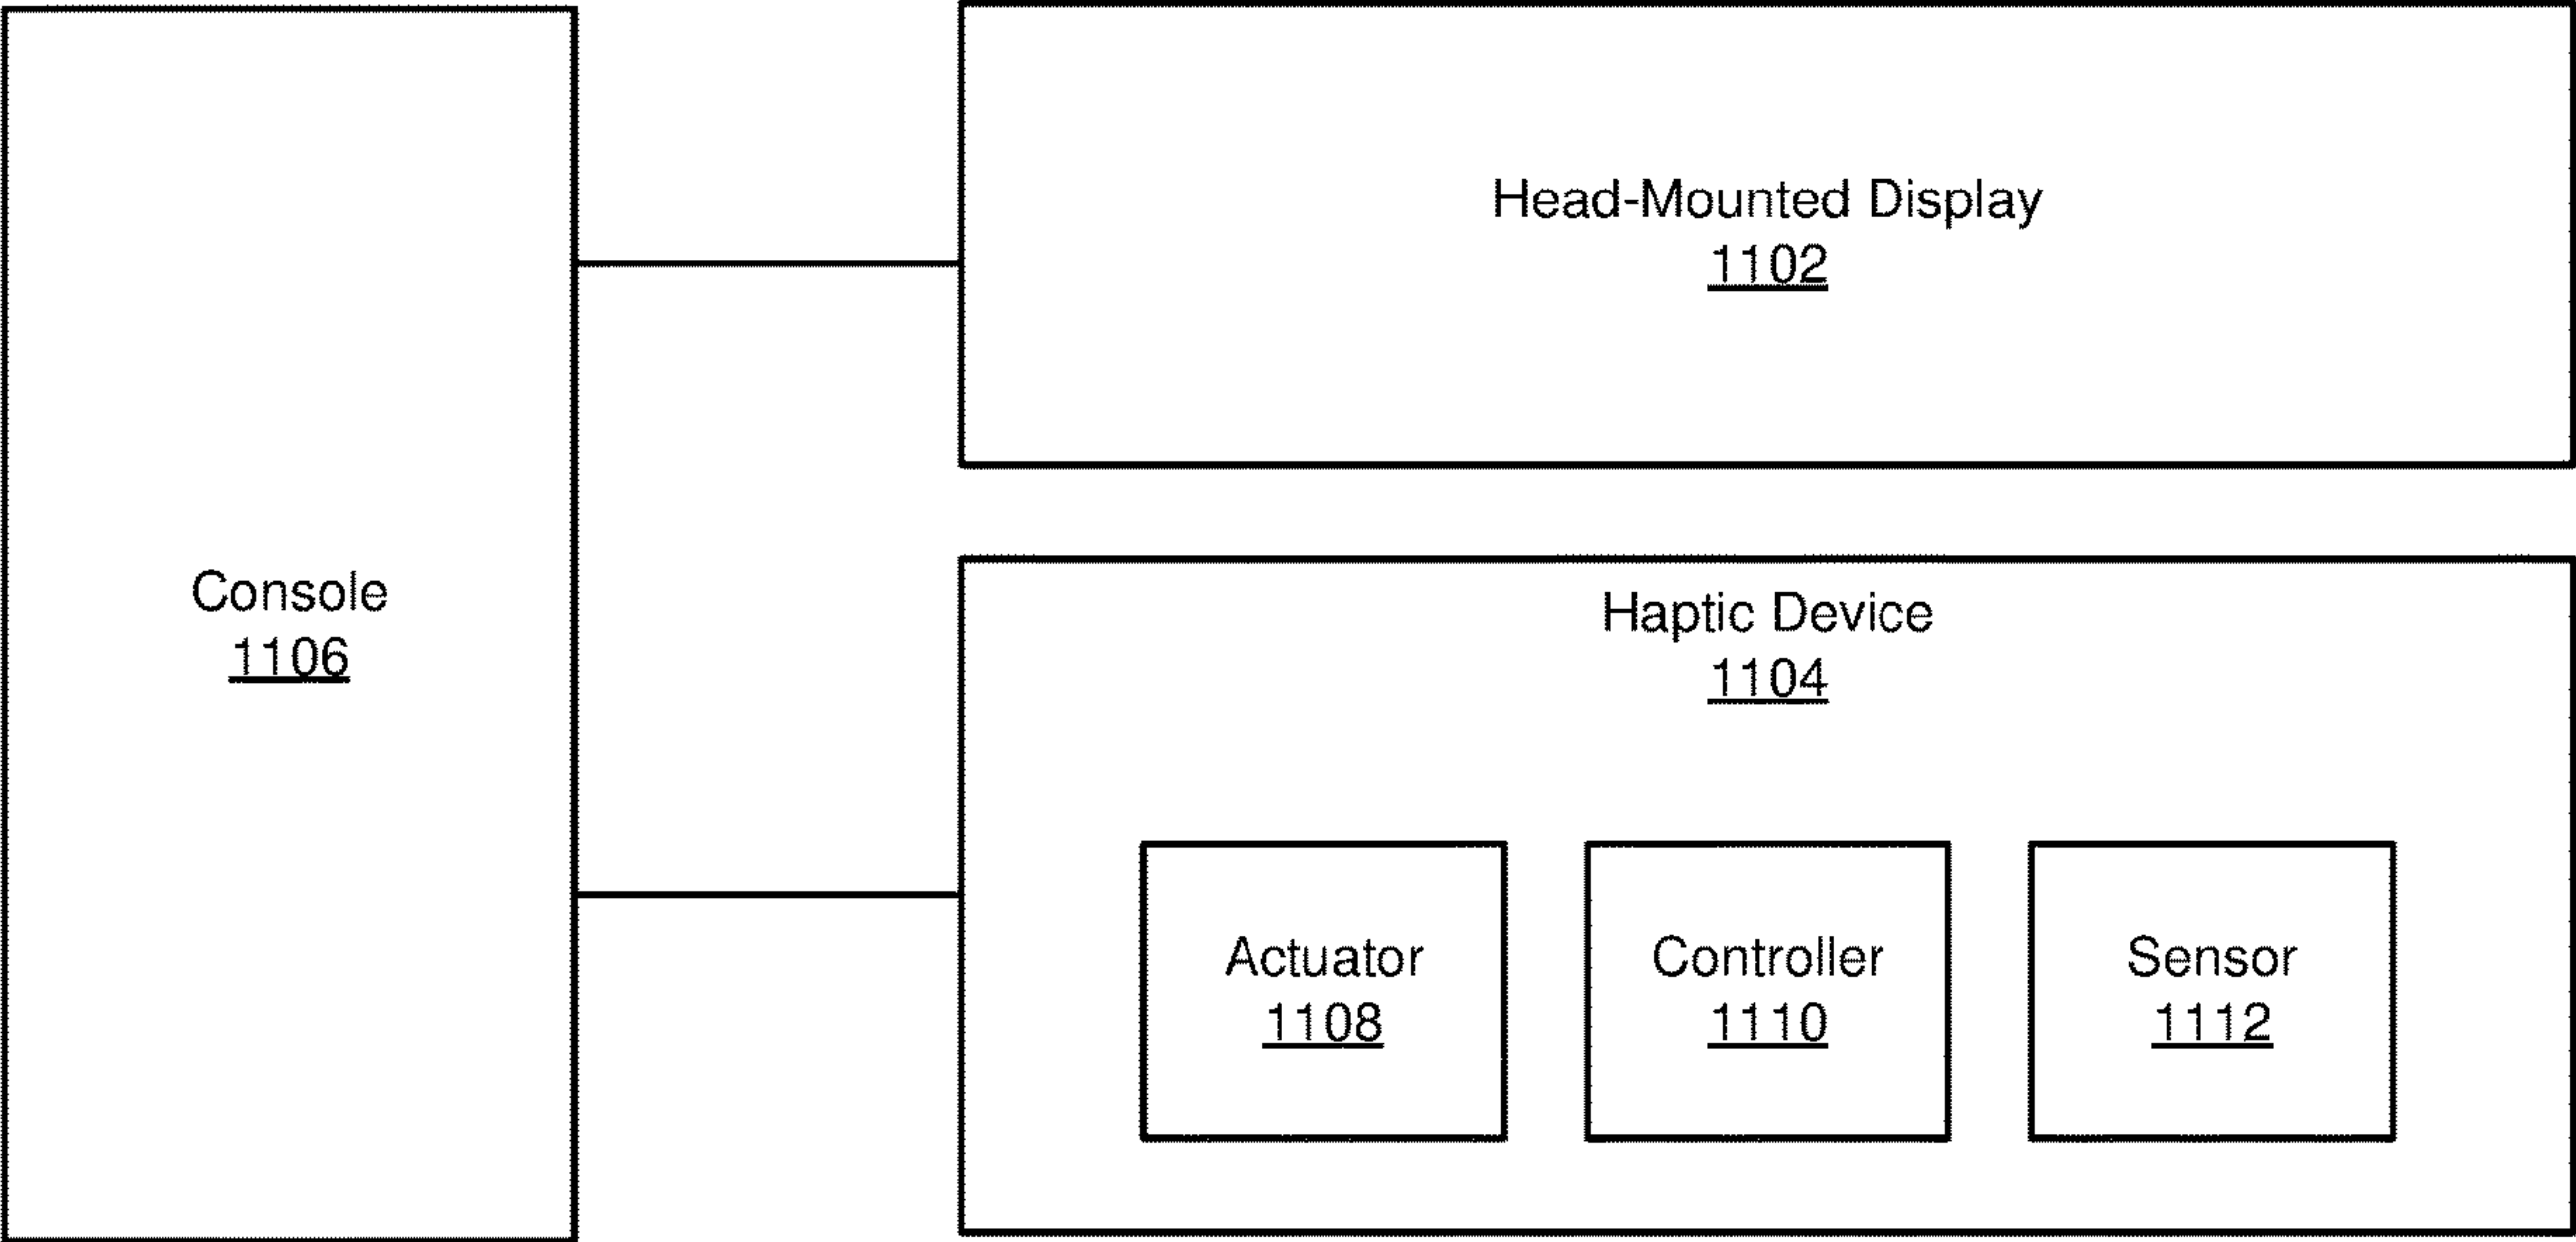 Head-Mounted Display
1102
Console
1106
Haptic Device
1104
Actuator
1108
Controller
1110
Sensor
1112